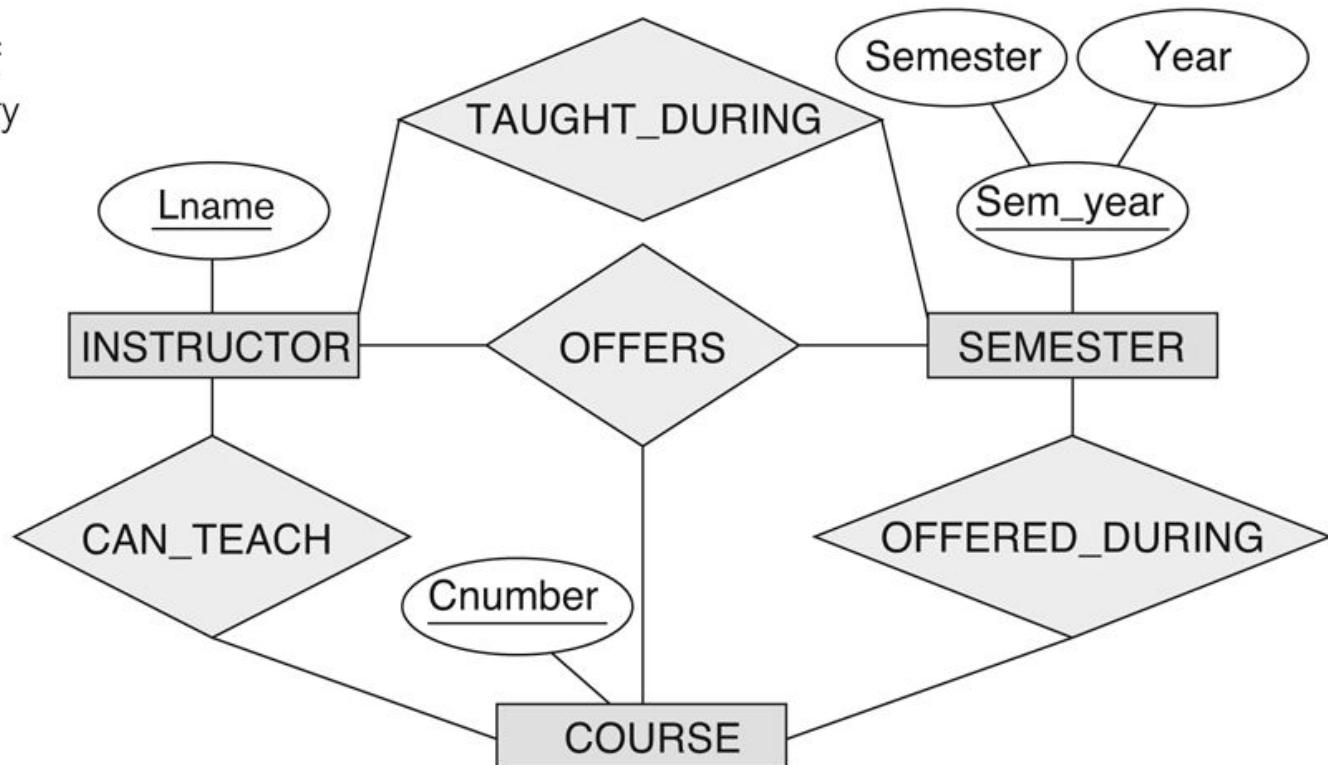 Semester
Year
TAUGHT_DURING
Lname
Sem_year
INSTRUCTOR
OFFERS
SEMESTER
CAN_TEACH
OFFERED_DURING
Cnumber
COURSE